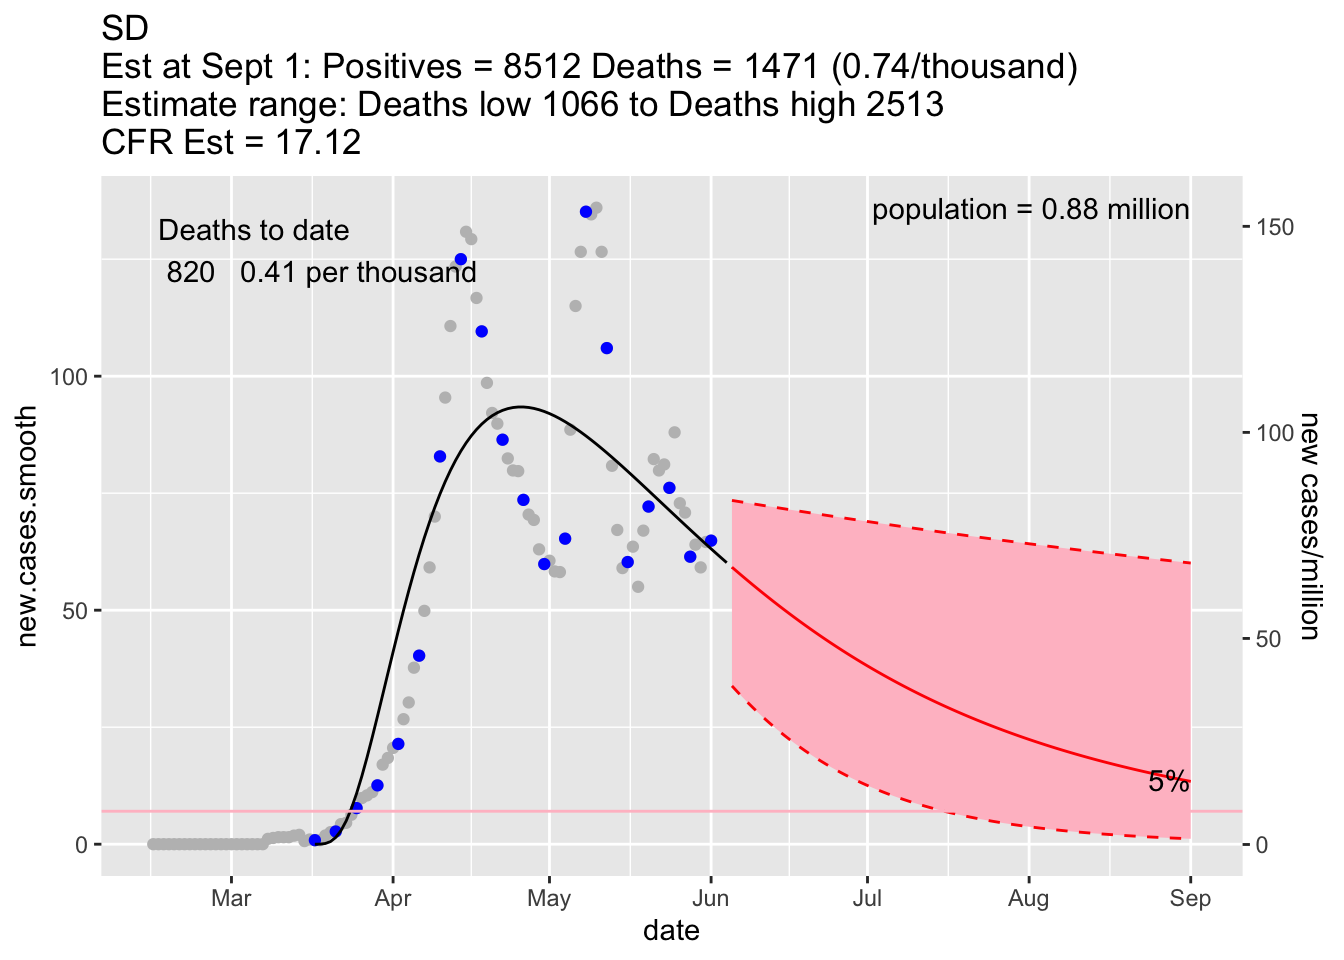 SD
Est at Sept 1: Positives = 8512 Deaths = 1471 (0.74/thousand)
Estimate range: Deaths low 1066 to Deaths high 2513
CFR Est = 17.12
Deaths to date
820 0.41 per thousand
population = 0.88 million
new.cases.smooth
100
50
0
150
100
50
0
new cases/million
5%
Mar Apr May Jun Jul Aug Sep
date